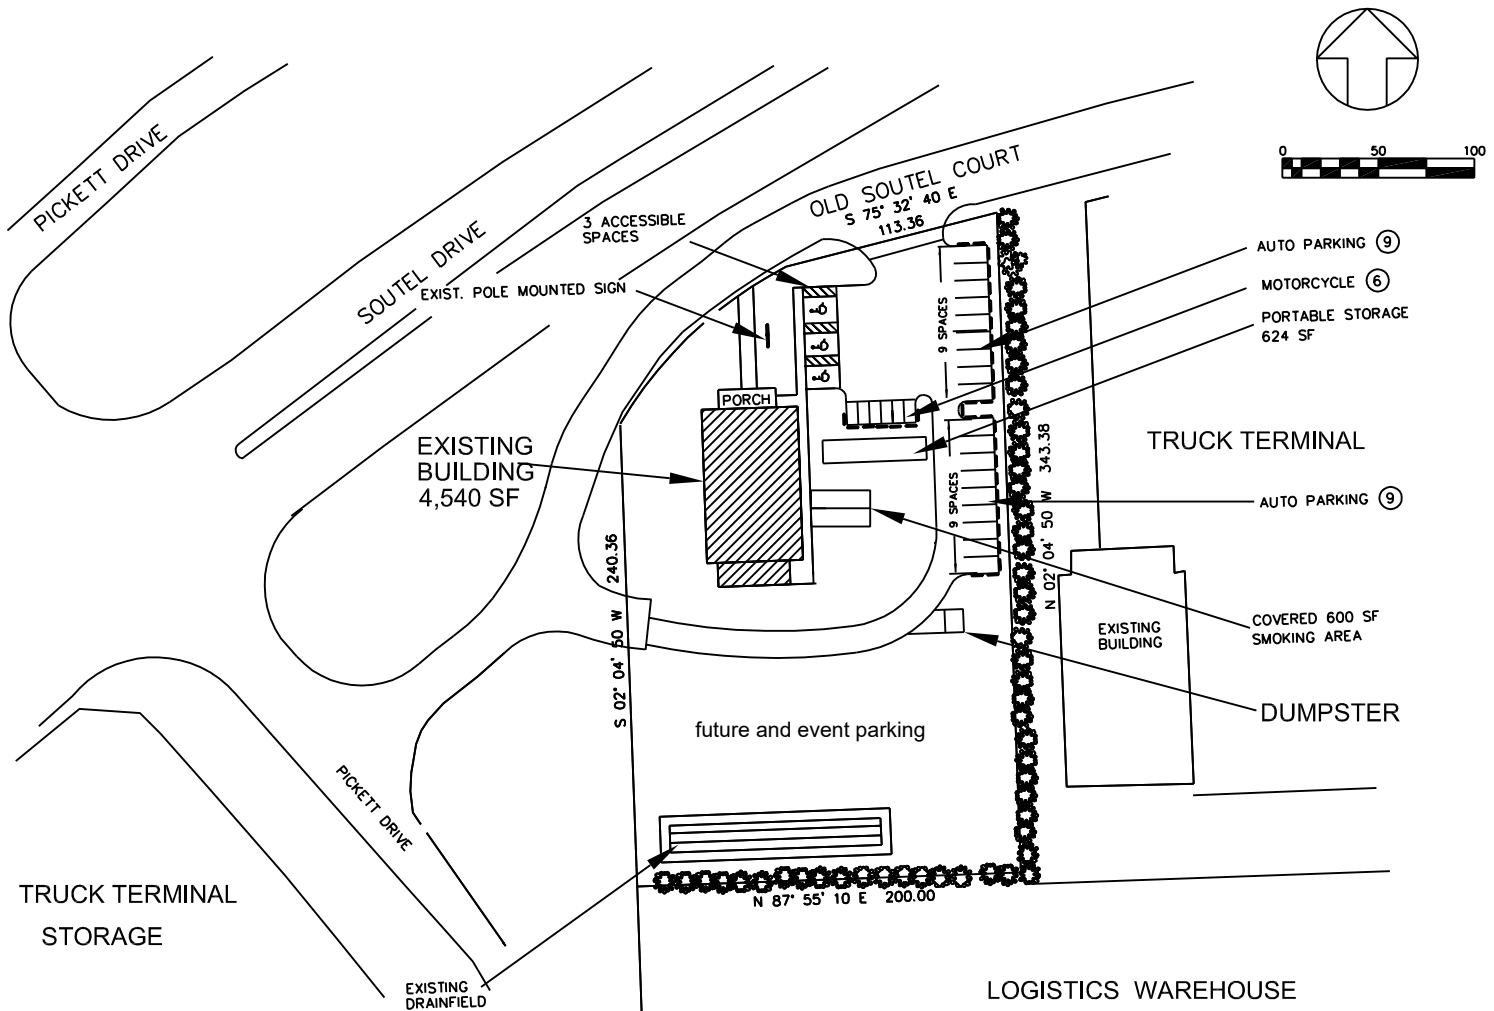 0 50 100
PICKETT DRIVE
SOUTEL DRIVE
OLD SOUTEL COURT
S 75° 32' 40 E
113.36
3 ACCESSIBLE
SPACES
EXIST. POLE MOUNTED SIGN
AUTO PARKING 9
MOTORCYCLE 6
PORTABLE STORAGE
624 SF
9 SPACES
PORCH
EXISTING
BUILDING
4,540 SF
TRUCK TERMINAL
N 02° 04' 50 W 343.38
9 SPACES
AUTO PARKING 9
S 02° 04' 50 W 240.36
COVERED 600 SF
SMOKING AREA
EXISTING
BUILDING
DUMPSTER
future and event parking
PICKETT DRIVE
N 87° 55' 10 E 200.00
TRUCK TERMINAL
STORAGE
EXISTING
DRAINFIELD
LOGISTICS WAREHOUSE